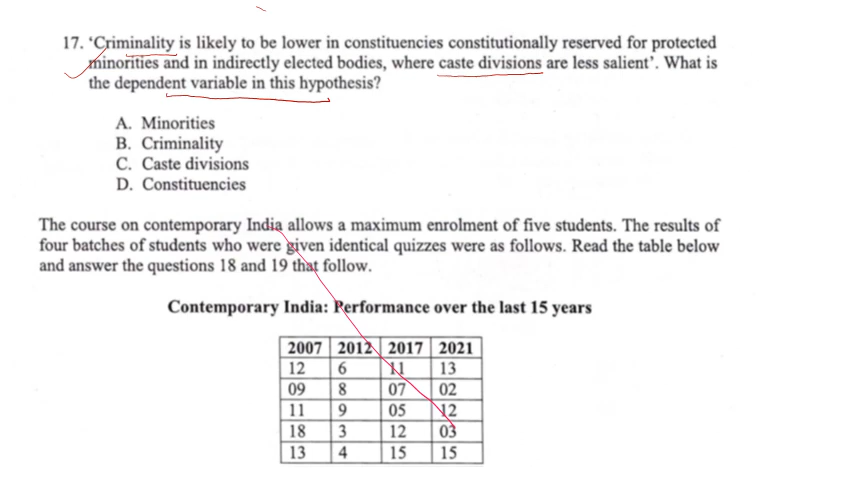 17. ‘Criminality is likely to be lower in constituencies constitutionally reserved for protected
minorities and in indirectly elected bodies, where caste divisions are less salient’. What is
the dependent variable in this hypothesis?
A. Minorities
B. Criminality
C. Caste divisions
D. Constituencies
The course on contemporary India allows a maximum enrolment of five students. The results of
four batches of students who were given identical quizzes were as follows. Read the table below
and answer the questions 18 and 19 that follow.
Contemporary India: Performance over the last 15 years
2007 2012 2017 2021
12 6 11 13
09 8 07 02
11 9 05 12
18 3 12 03
13 4 15 15